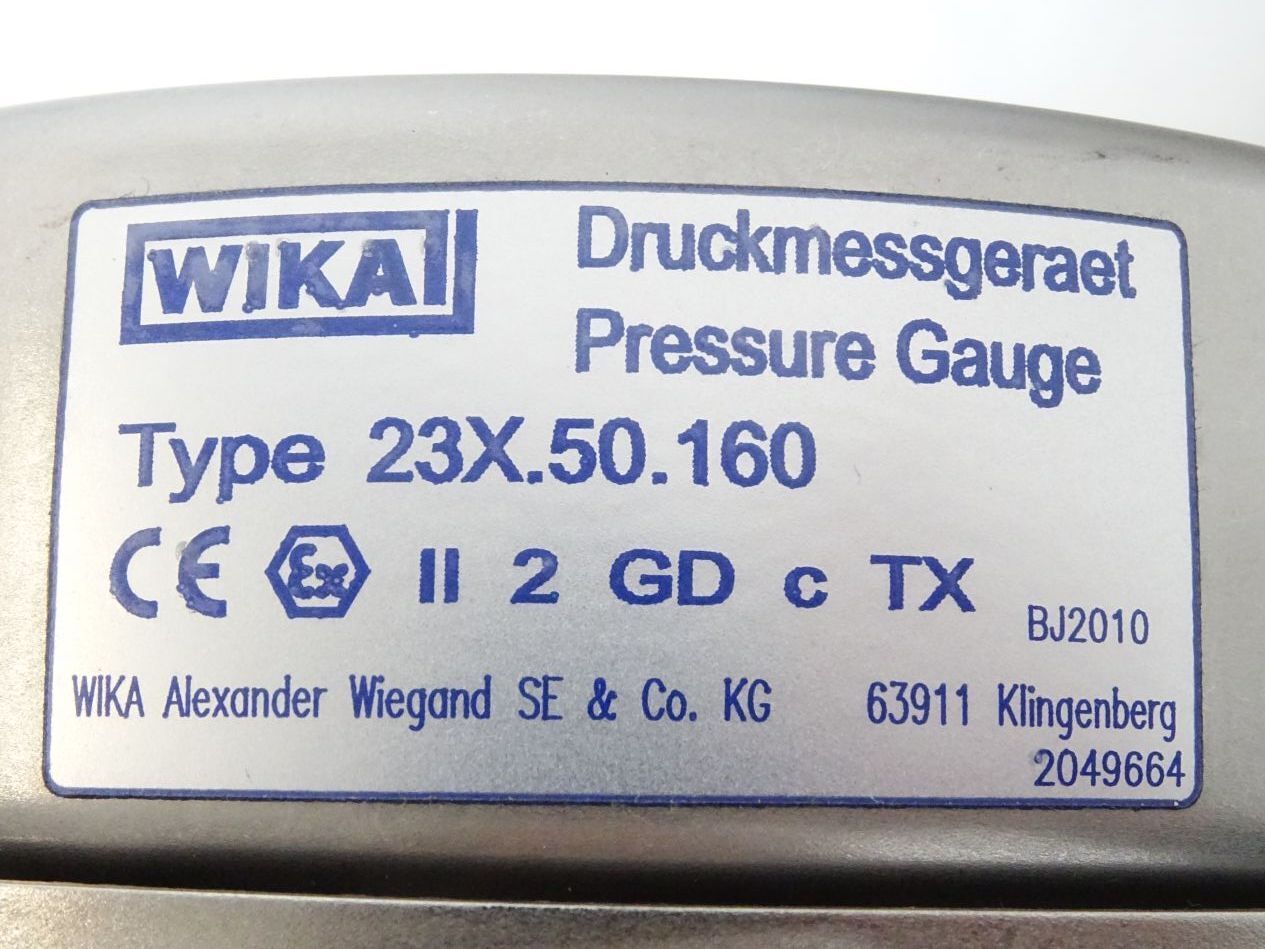 WIKA
Druckmessgeraet
Pressure Gauge
Type 23X.50.160
CE Ex II 2 GD c TX
BJ2010
WIKA Alexander Wiegand SE & Co. KG 63911 Klingenberg
2049664